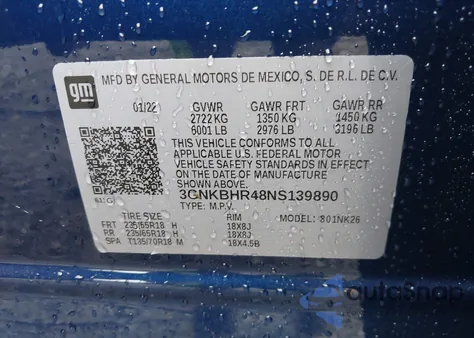 gm
MFD BY GENERAL MOTORS DE MEXICO, S. DE R.L. DE C.V.
01/22 GVWR GAWR FRT GAWR RR
2722 KG 1350 KG 1450 KG
6001 LB 2976 LB 3196 LB
THIS VEHICLE CONFORMS TO ALL
APPLICABLE U.S. FEDERAL MOTOR
VEHICLE SAFETY STANDARDS IN EFFECT
ON THE DATE OF MANUFACTURE
SHOWN ABOVE.
3GNKBHR48NS139890
TYPE: M.P.V. MODEL: 801NK26
TIRE SIZE RIM
FRT 235/65R18 H 18X8J
RR 235/65R18 H 18X8J
SPA T135/70R18 M 18X4.5B
autoSnap